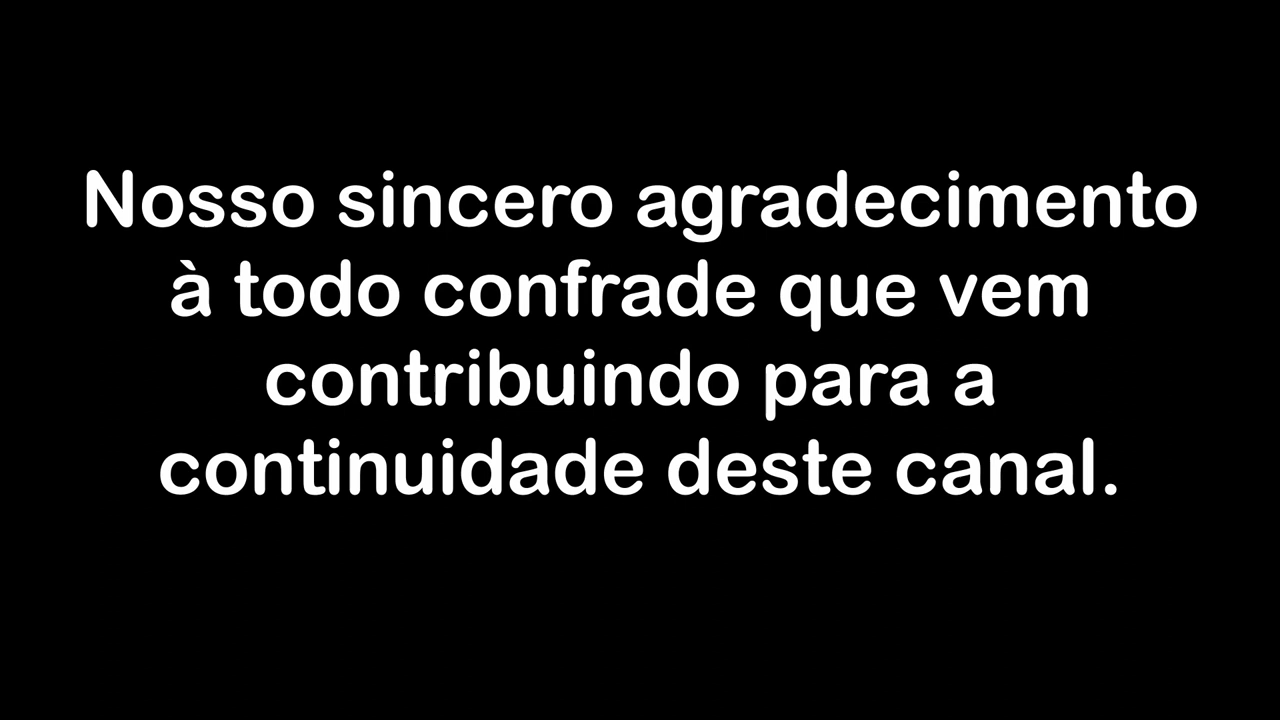 Nosso sincero agradecimento
à todo confrade que vem
contribuindo para a
continuidade deste canal.